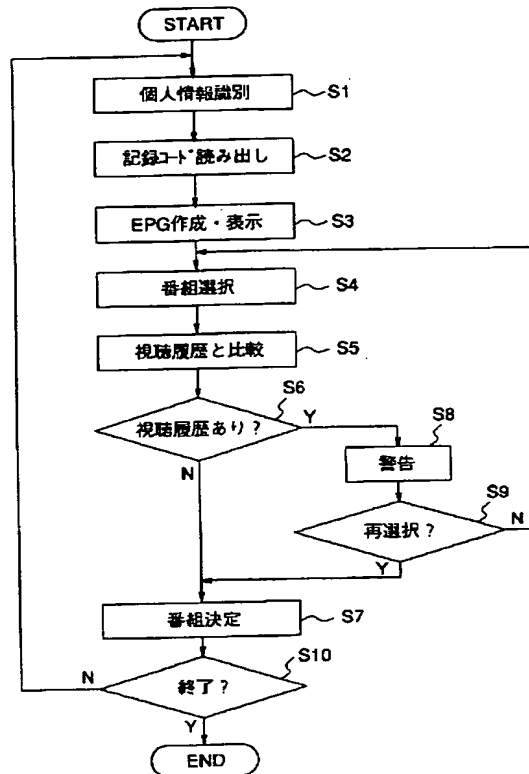 START
個人情報識別
S1
記録コード読み出し
S2
EPG作成・表示
S3
番組選択
S4
視聴履歴と比較
S5
S6
視聴履歴あり?
Y
N
S8
警告
S9
再選択?
N
Y
番組決定
S7
S10
終了?
N
Y
END